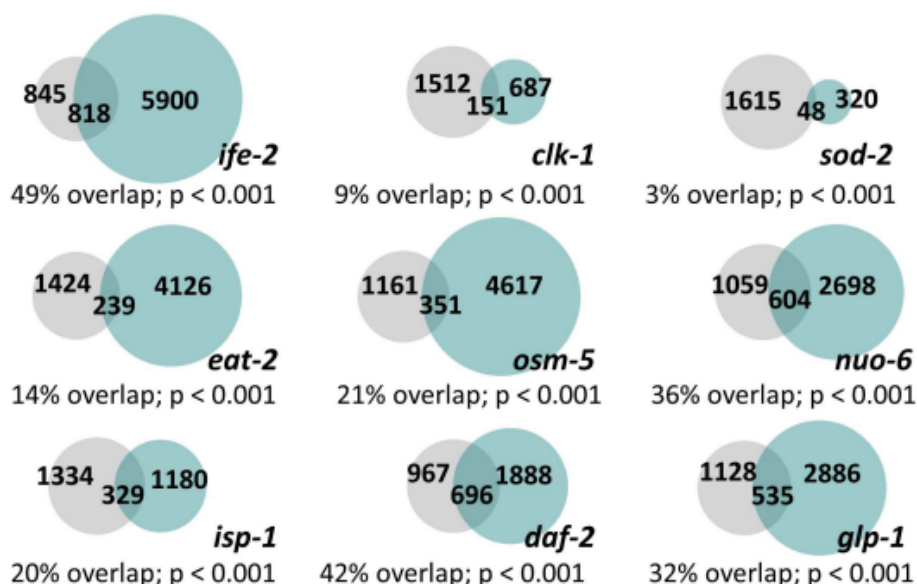 845 818 5900
ife-2
49% overlap; p < 0.001
1512 151 687
clk-1
9% overlap; p < 0.001
1615 48 320
sod-2
3% overlap; p < 0.001
1424 239 4126
eat-2
14% overlap; p < 0.001
1161 351 4617
osm-5
21% overlap; p < 0.001
1059 604 2698
nuo-6
36% overlap; p < 0.001
1334 329 1180
isp-1
20% overlap; p < 0.001
967 696 1888
daf-2
42% overlap; p < 0.001
1128 535 2886
glp-1
32% overlap; p < 0.001